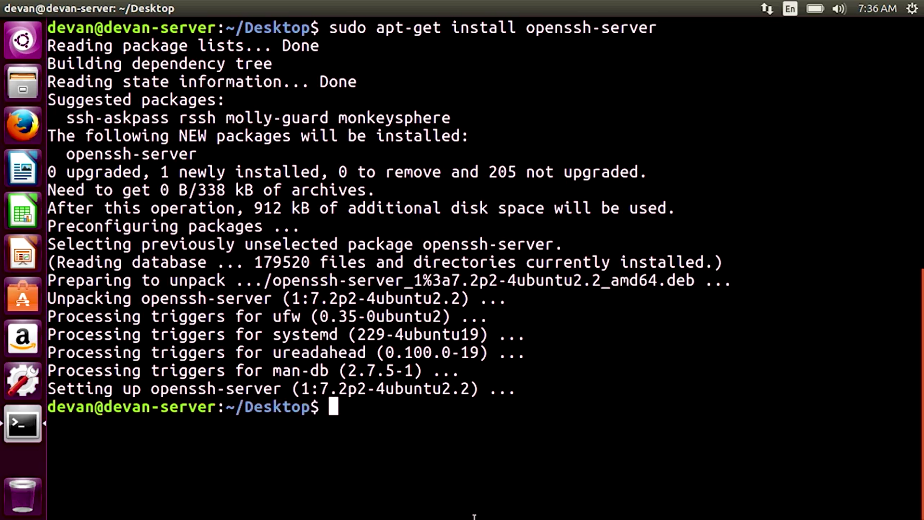 devan@devan-server: ~/Desktop
En
7:36 AM
devan@devan-server:~/Desktop$ sudo apt-get install openssh-server
Reading package lists... Done
Building dependency tree
Reading state information... Done
Suggested packages:
  ssh-askpass rssh molly-guard monkeysphere
The following NEW packages will be installed:
  openssh-server
0 upgraded, 1 newly installed, 0 to remove and 205 not upgraded.
Need to get 0 B/338 kB of archives.
After this operation, 912 kB of additional disk space will be used.
Preconfiguring packages ...
Selecting previously unselected package openssh-server.
(Reading database ... 179520 files and directories currently installed.)
Preparing to unpack .../openssh-server_1%3a7.2p2-4ubuntu2.2_amd64.deb ...
Unpacking openssh-server (1:7.2p2-4ubuntu2.2) ...
Processing triggers for ufw (0.35-0ubuntu2) ...
Processing triggers for systemd (229-4ubuntu19) ...
Processing triggers for ureadahead (0.100.0-19) ...
Processing triggers for man-db (2.7.5-1) ...
Setting up openssh-server (1:7.2p2-4ubuntu2.2) ...
devan@devan-server:~/Desktop$